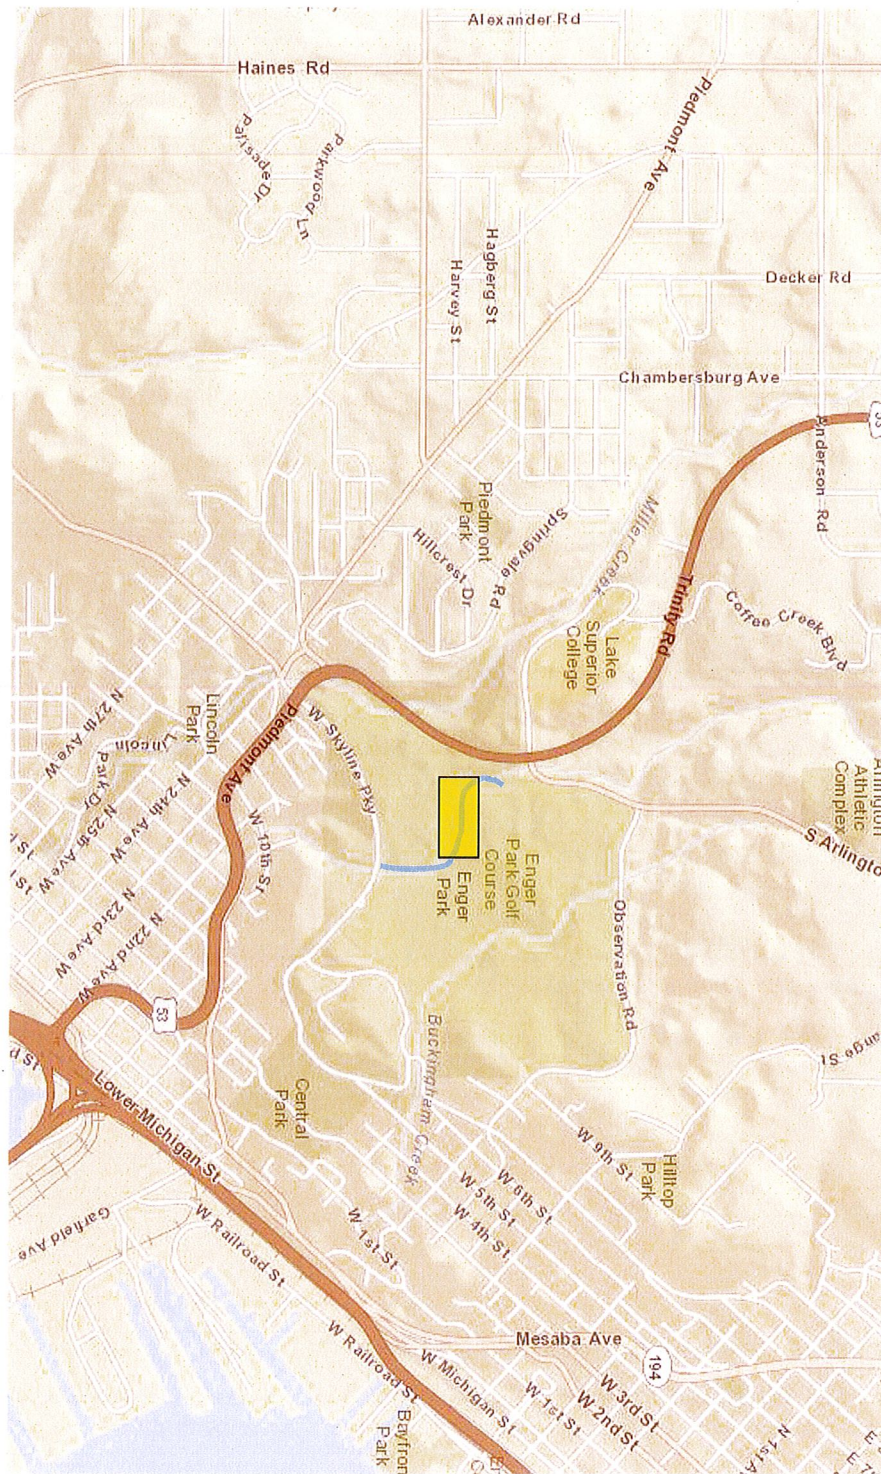 Alexander Rd
Haines Rd
Piedmont Ave
Palisade Dr
Parkwood Ln
Hagberg St
Harvey St
Decker Rd
Chambersburg Ave
53
Anderson Rd
Piedmont
Park
Springvale Rd
Hillcrest Dr
Miller Creek
Trinity Rd
Coffee Creek Blvd
Lake
Superior
College
Lincoln
Park
N 27th Ave W
Lincoln Park Dr
Piedmont Ave
W Skyline Pky
N 24th Ave W
N 25th Ave W
W 10th St
Arlington
Athletic
Complex
S Arlington
Enger
Park Golf
Course
Enger
Park
Observation Rd
N 23rd Ave W
N 22nd Ave W
53
Buckingham Creek
Central
Park
Lower Michigan St
W 9th St
Hilltop
Park
W 6th St
W 5th St
W 4th St
Garfield Ave
W Railroad St
W 1st St
Mesaba Ave
194
W Railroad St
W Michigan St
W 1st St
W 3rd St
W 2nd St
N 1st A
Bayfron
Park